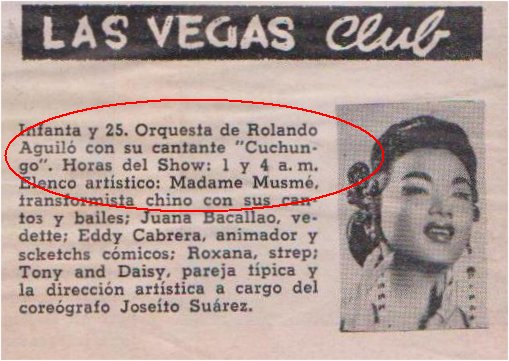 LAS VEGAS Club
Infanta y 25. Orquesta de Rolando
Aguiló con su cantante "Cuchun-
go". Horas del Show: 1 y 4 a. m.
Elenco artístico: Madame Musmé,
transformista chino con sus can-
tos y bailes; Juana Bacallao, ve-
dette; Eddy Cabrera, animador y
scketchs cómicos; Roxana, strep;
Tony and Daisy, pareja típica y
la dirección artística a cargo del
coreógrafo Joseíto Suárez.